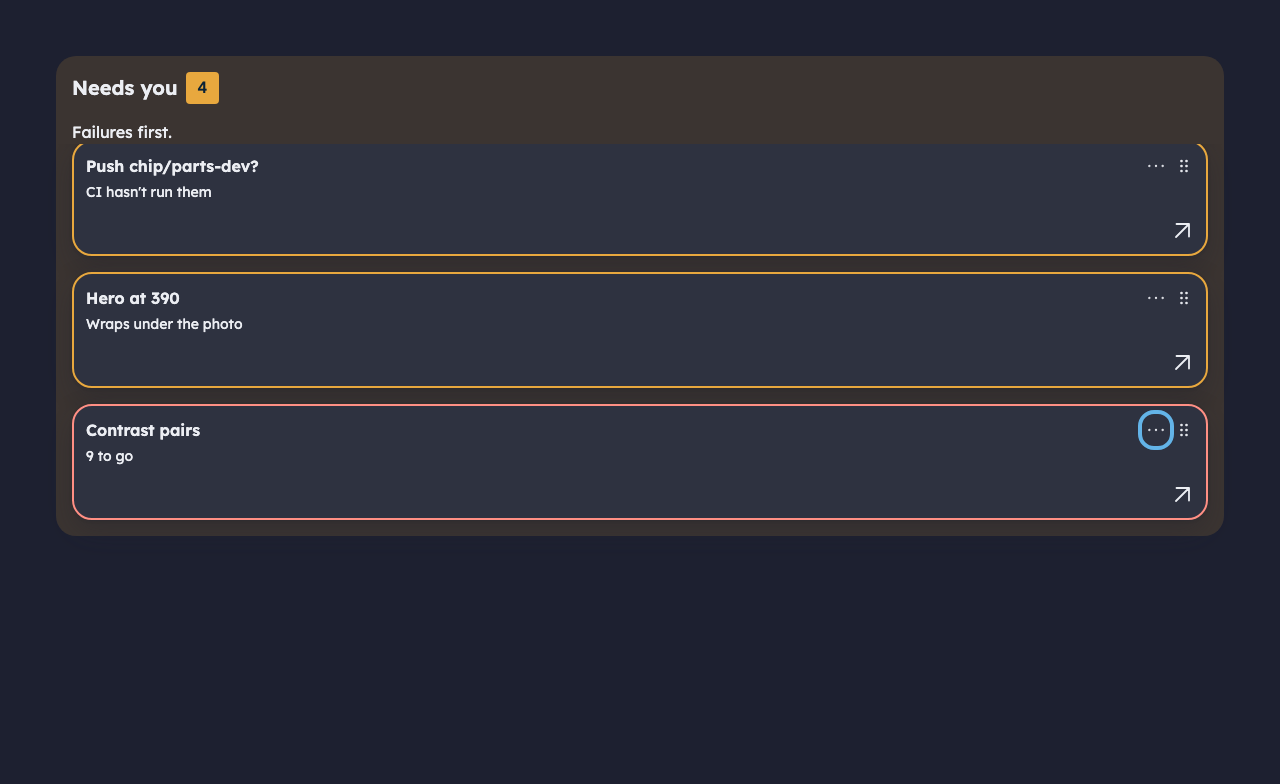 Needs you 4
Failures first.
Push chip/parts-dev?
CI hasn't run them
Hero at 390
Wraps under the photo
Contrast pairs
9 to go